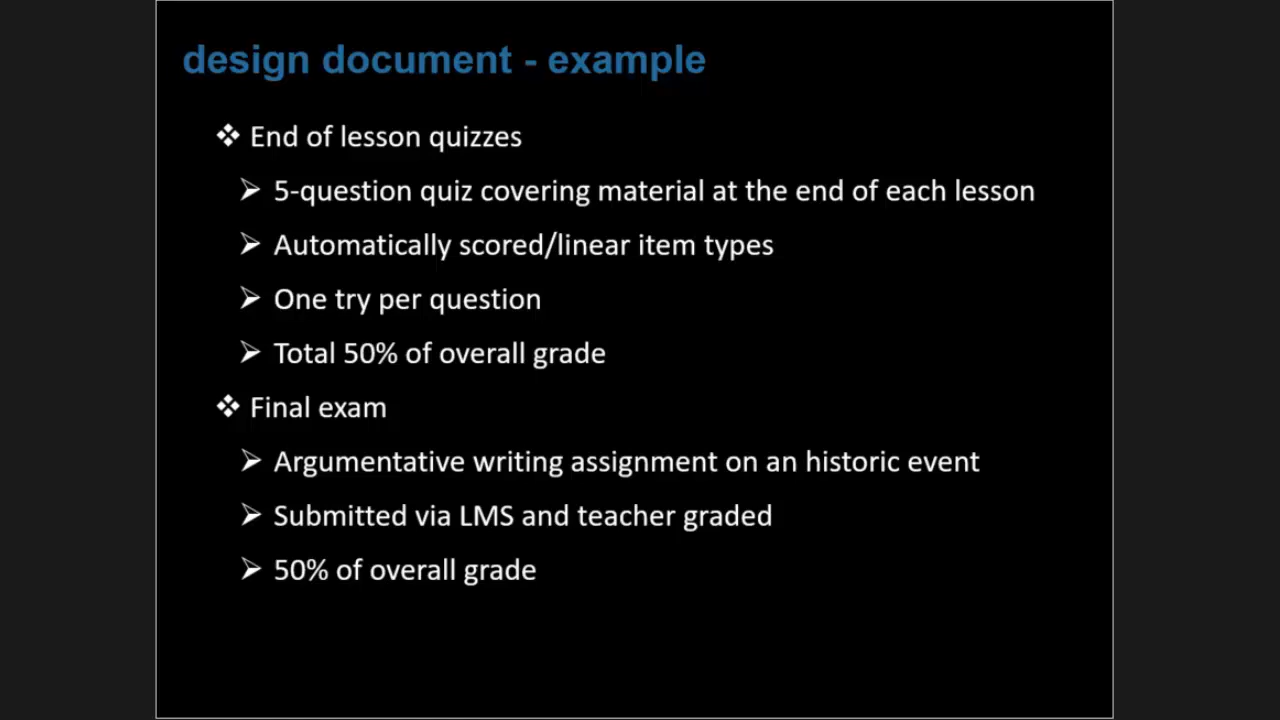 design document - example
❖ End of lesson quizzes
➢ 5-question quiz covering material at the end of each lesson
➢ Automatically scored/linear item types
➢ One try per question
➢ Total 50% of overall grade
❖ Final exam
➢ Argumentative writing assignment on an historic event
➢ Submitted via LMS and teacher graded
➢ 50% of overall grade